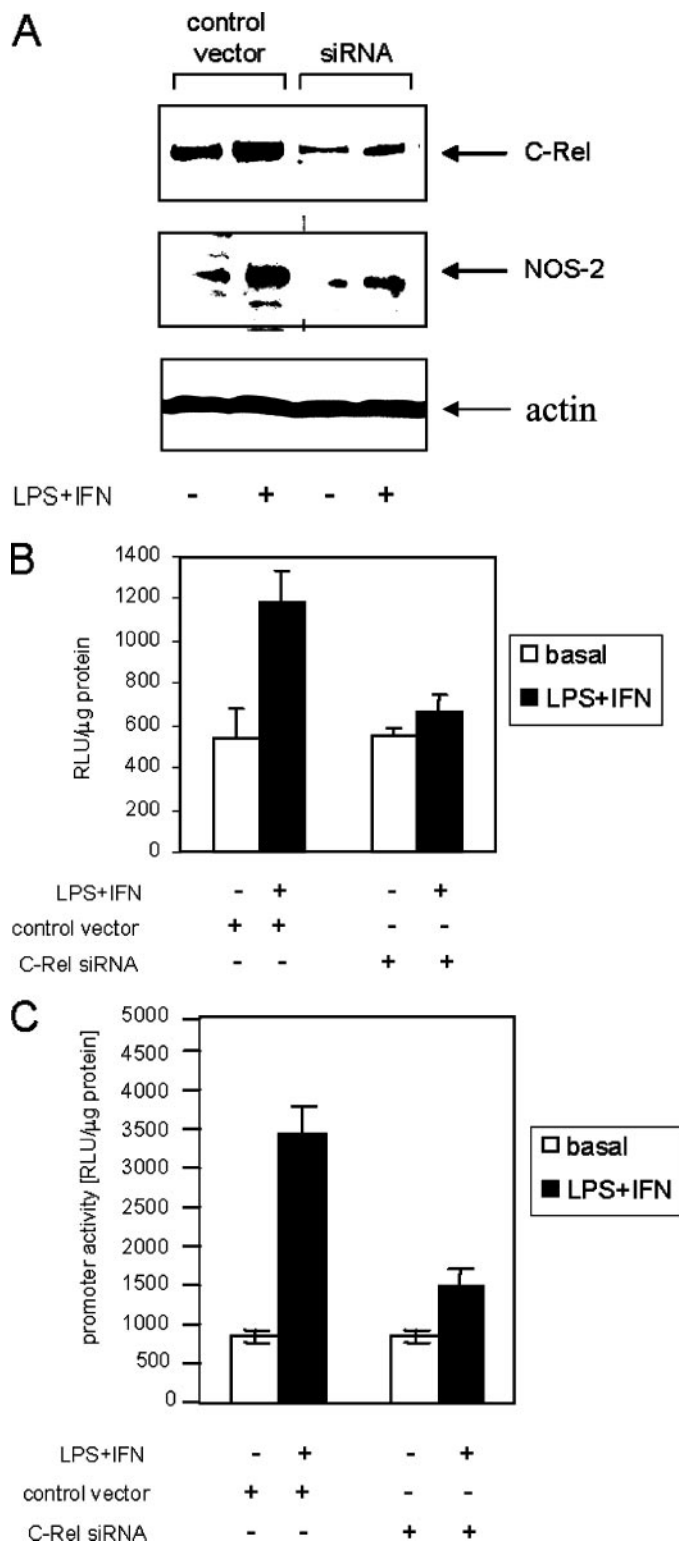 A
control
vector
siRNA
C-Rel
NOS-2
actin
LPS+IFN - + - +
B
1400
1200
1000
800
600
400
200
0
RLU/µg protein
basal
LPS+IFN
LPS+IFN - + - +
control vector + + - -
C-Rel siRNA - - + +
C
5000
4500
4000
3500
3000
2500
2000
1500
1000
500
0
promoter activity [RLU/µg protein]
basal
LPS+IFN
LPS+IFN - + - +
control vector + + - -
C-Rel siRNA - - + +